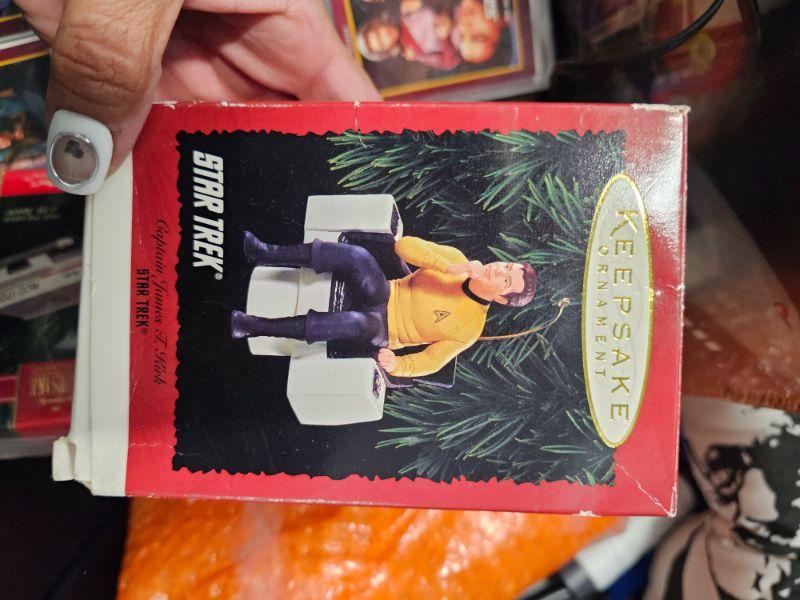 KEEPSAKE
ORNAMENT
STAR TREK®
Captain James T. Kirk
STAR TREK®